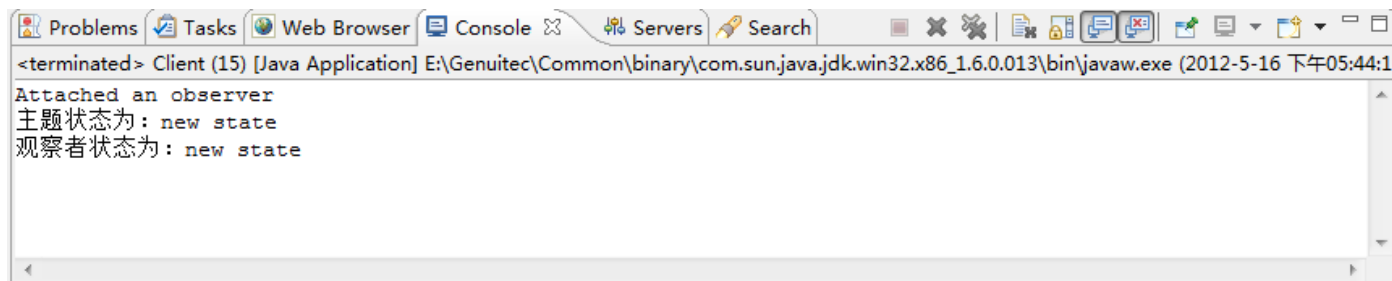 Problems Tasks Web Browser Console Servers Search
<terminated> Client (15) [Java Application] E:\Genuitec\Common\binary\com.sun.java.jdk.win32.x86_1.6.0.013\bin\javaw.exe (2012-5-16 下午05:44:1
Attached an observer
主题状态为：new state
观察者状态为：new state